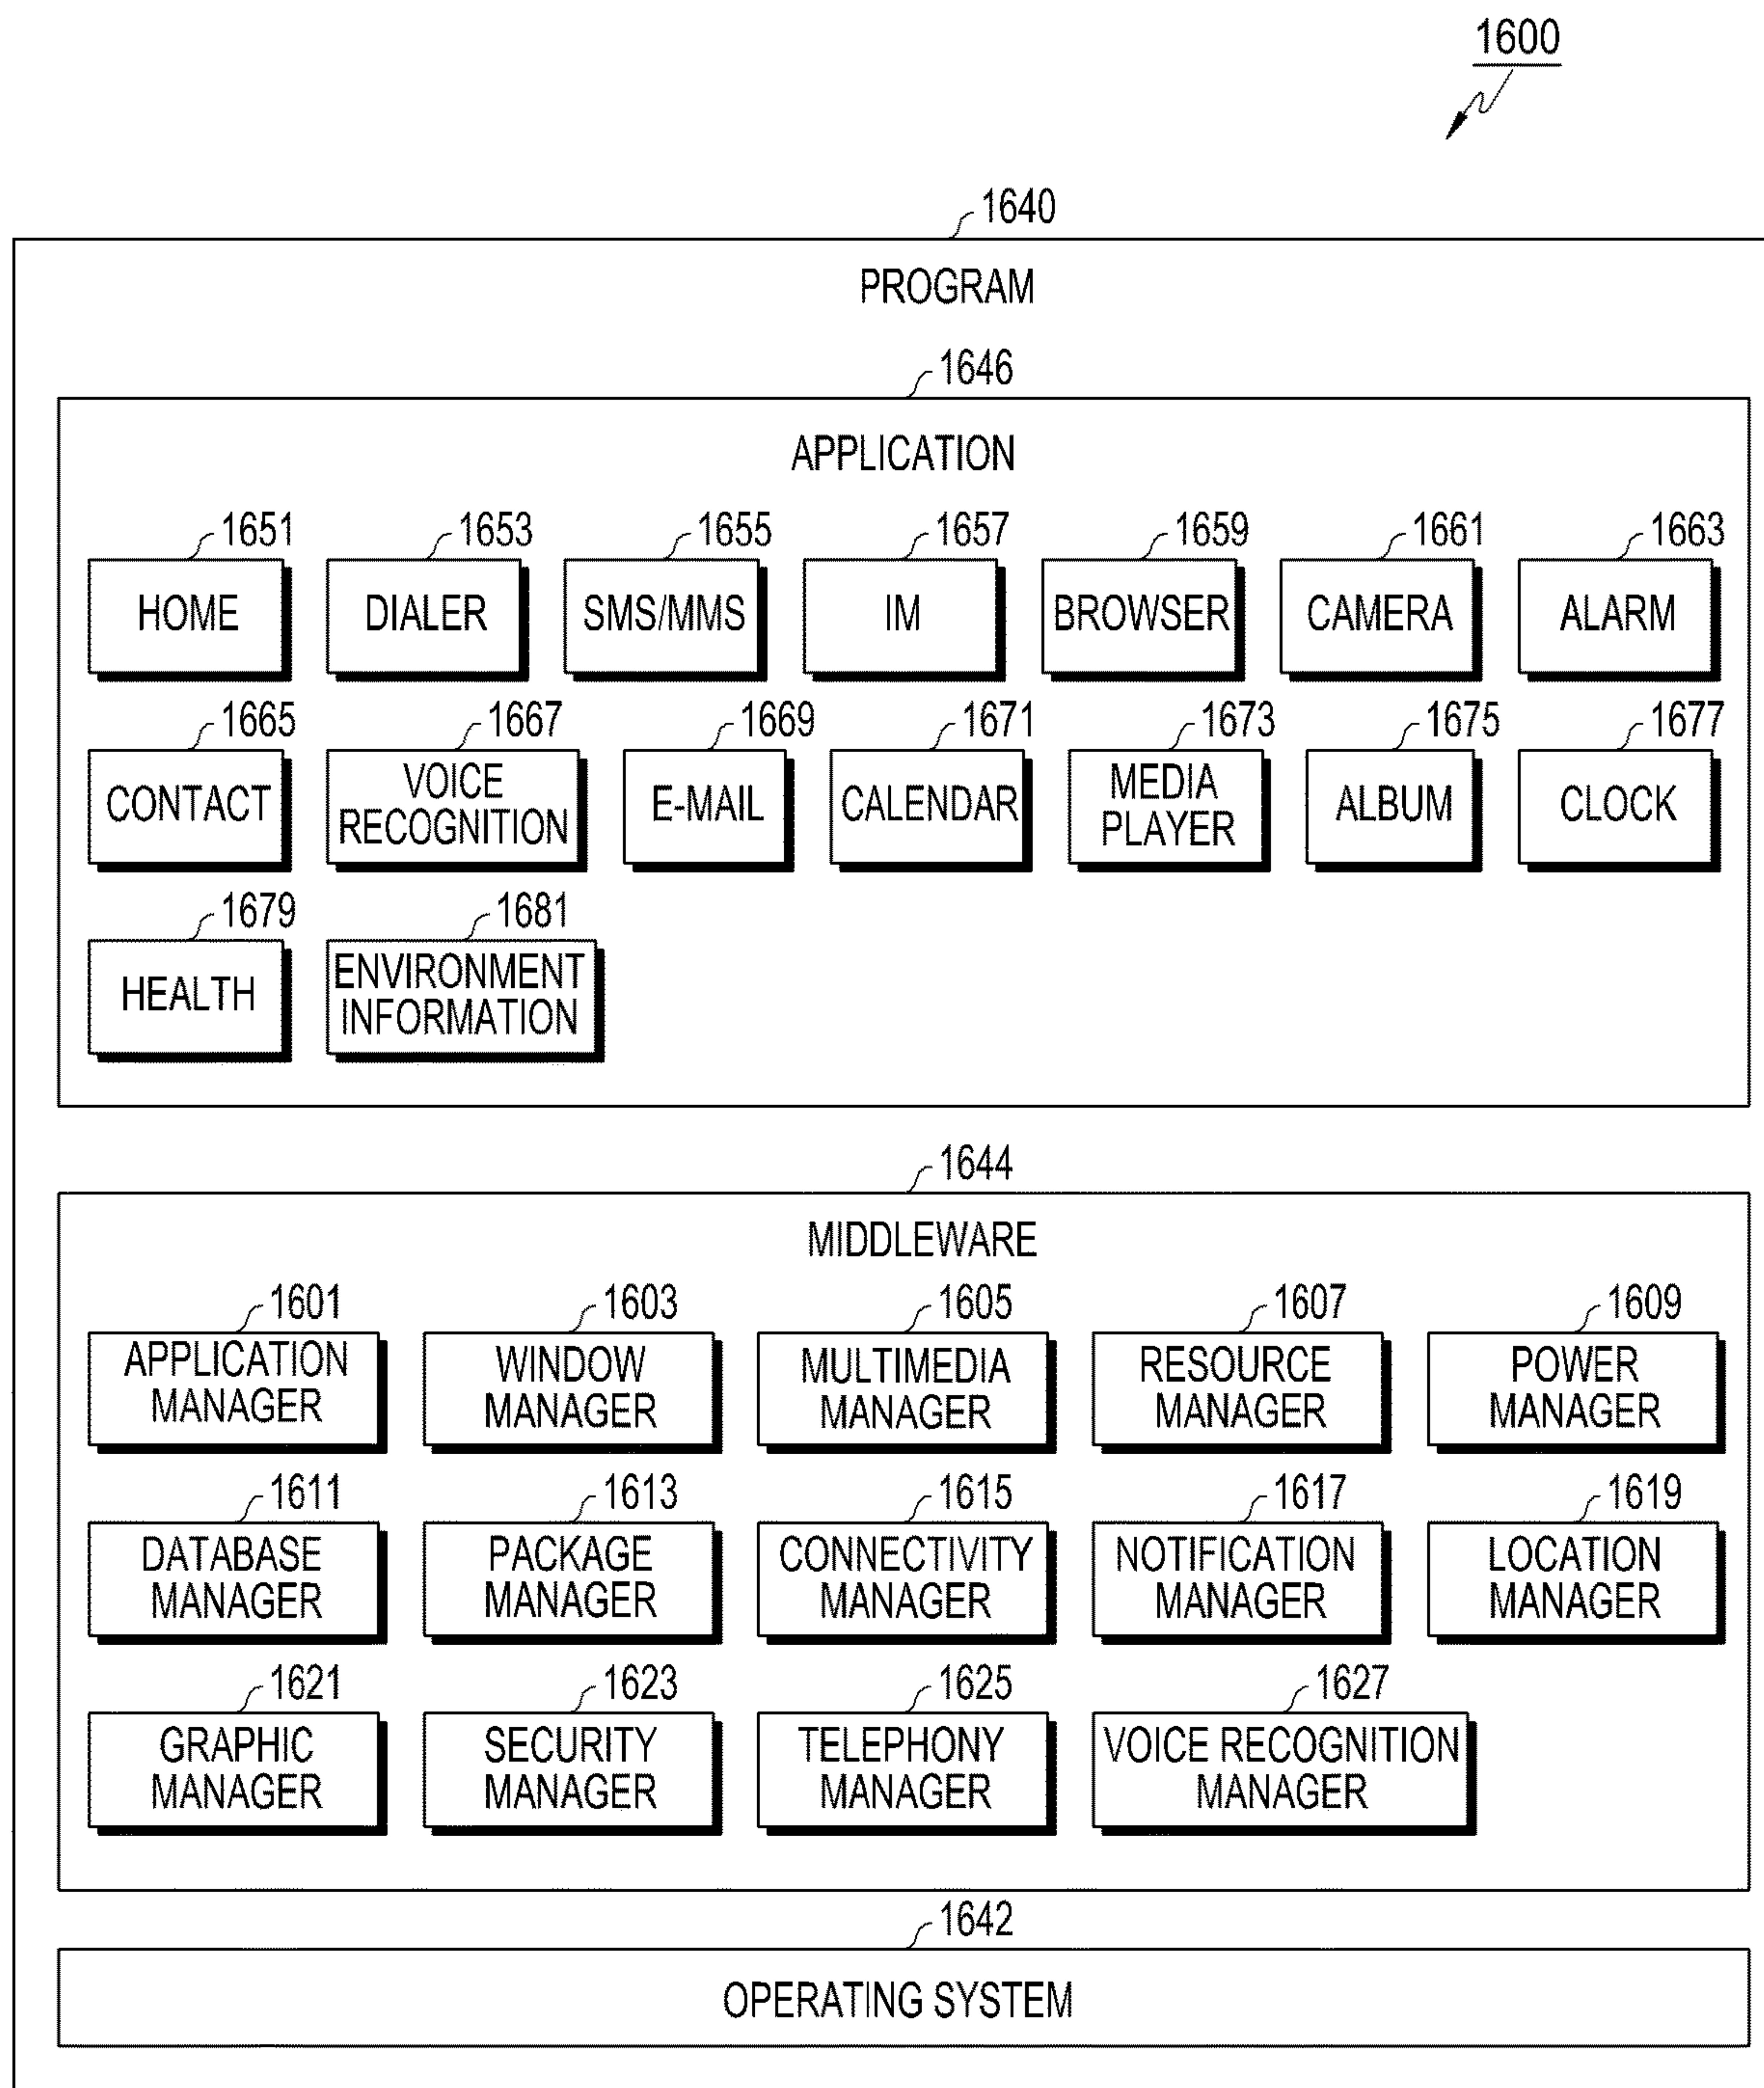 1600
1640
PROGRAM
1646
APPLICATION
1651 1653 1655 1657 1659 1661 1663
HOME DIALER SMS/MMS IM BROWSER CAMERA ALARM
1665 1667 1669 1671 1673 1675 1677
CONTACT VOICE RECOGNITION E-MAIL CALENDAR MEDIA PLAYER ALBUM CLOCK
1679 1681
HEALTH ENVIRONMENT INFORMATION
1644
MIDDLEWARE
1601 1603 1605 1607 1609
APPLICATION MANAGER WINDOW MANAGER MULTIMEDIA MANAGER RESOURCE MANAGER POWER MANAGER
1611 1613 1615 1617 1619
DATABASE MANAGER PACKAGE MANAGER CONNECTIVITY MANAGER NOTIFICATION MANAGER LOCATION MANAGER
1621 1623 1625 1627
GRAPHIC MANAGER SECURITY MANAGER TELEPHONY MANAGER VOICE RECOGNITION MANAGER
1642
OPERATING SYSTEM